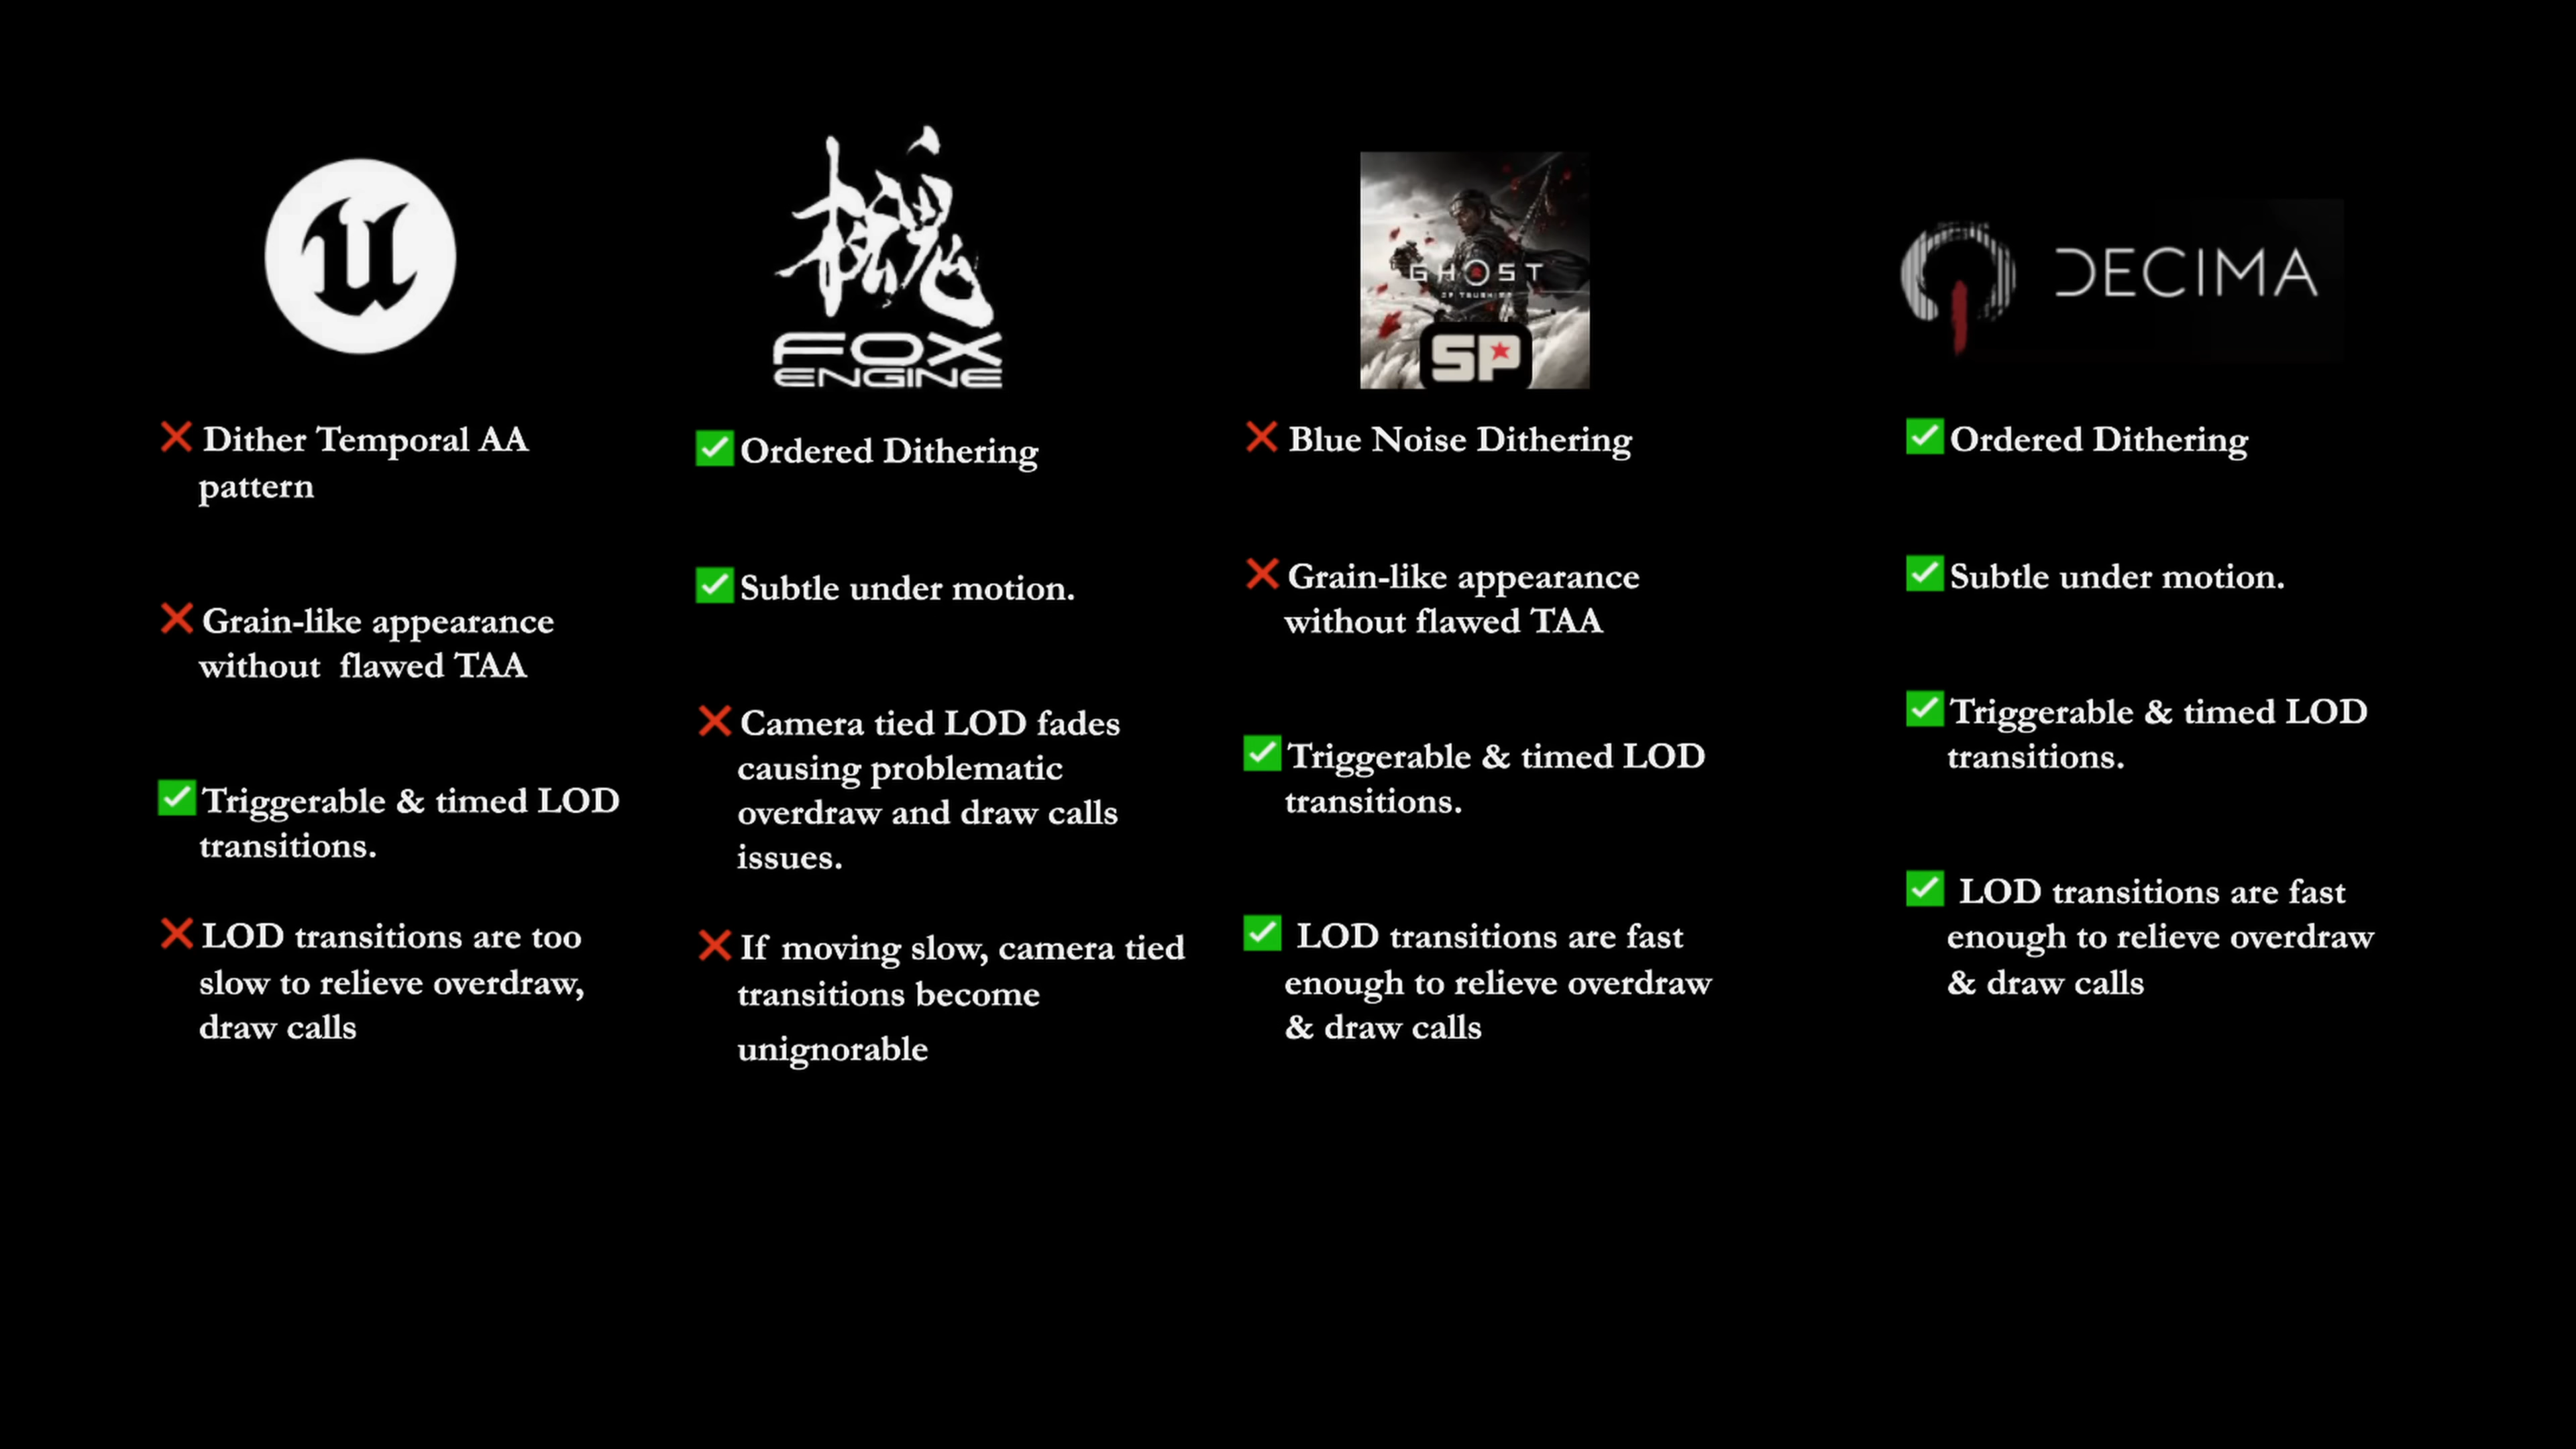 FOX
ENGINE
Ordered Dithering
Subtle under motion.
Camera tied LOD fades
causing problematic
overdraw and draw calls
issues.
If moving slow, camera tied
transitions become
unignorable
Dither Temporal AA
pattern
Grain-like appearance
without flawed TAA
Triggerable & timed LOD
transitions.
LOD transitions are too
slow to relieve overdraw,
draw calls
GHOST
OF TSUSHIMA
SP
Blue Noise Dithering
Grain-like appearance
without flawed TAA
Triggerable & timed LOD
transitions.
LOD transitions are fast
enough to relieve overdraw
& draw calls
DECIMA
Ordered Dithering
Subtle under motion.
Triggerable & timed LOD
transitions.
LOD transitions are fast
enough to relieve overdraw
& draw calls